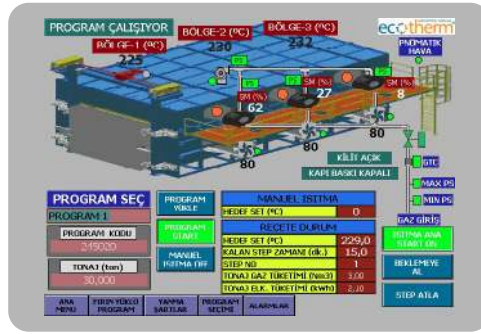 PROGRAM ÇALIŞIYOR
BÖLGE-1 (ºC)
225
BÖLGE-2 (ºC)
230
BÖLGE-3 (ºC)
232
ecotherm
PNÖMATİK
HAVA
SM (%)
62
SM (%)
27
SM (%)
8
80
80
80
KİLİT AÇIK
KAPI BASKI KAPALI
GTC
MAX PS
MIN PS
GAZ GİRİŞ
PROGRAM SEÇ
PROGRAM 1
PROGRAM KODU
245020
TONAJ (ton)
30,000
PROGRAM
YÜKLE
PROGRAM
START
MANUEL
ISITMA OFF
MANUEL ISITMA
HEDEF SET (ºC) 0
REÇETE DURUM
HEDEF SET (ºC) 229,0
KALAN STEP ZAMANI (dk.) 15,0
STEP NO 1
TONAJ GAZ TÜKETİMİ (Nm3) 3,00
TONAJ ELK. TÜKETİMİ (kWh) 2,10
ISITMA ANA
START ON
BEKLEMEYE
AL
STEP ATLA
ANA
MENU
FIRIN YÜKLÜ
PROGRAM
YANMA
ŞARTLAR
PROGRAM
SEÇİMİ
ALARMLAR